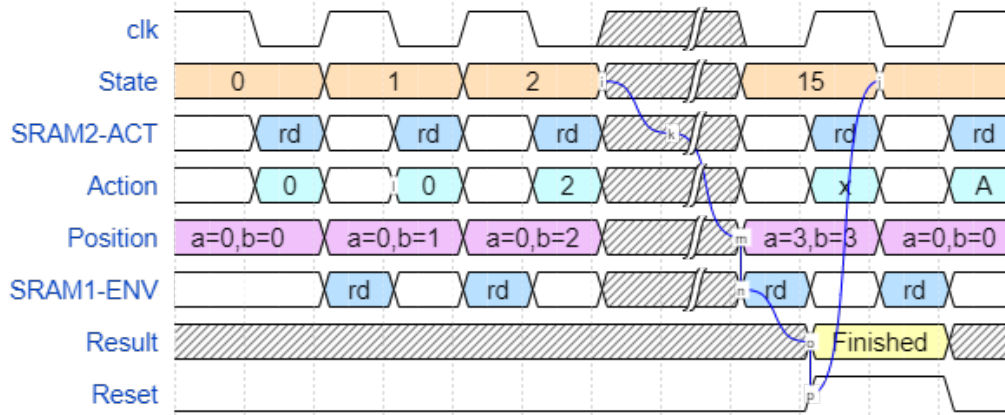 clk
State 0 1 2 i 15 j
SRAM2-ACT rd rd rd k rd rd
Action 0 0 2 x A
Position a=0,b=0 a=0,b=1 a=0,b=2 m a=3,b=3 a=0,b=0
SRAM1-ENV rd rd n rd rd
Result o Finished
Reset p